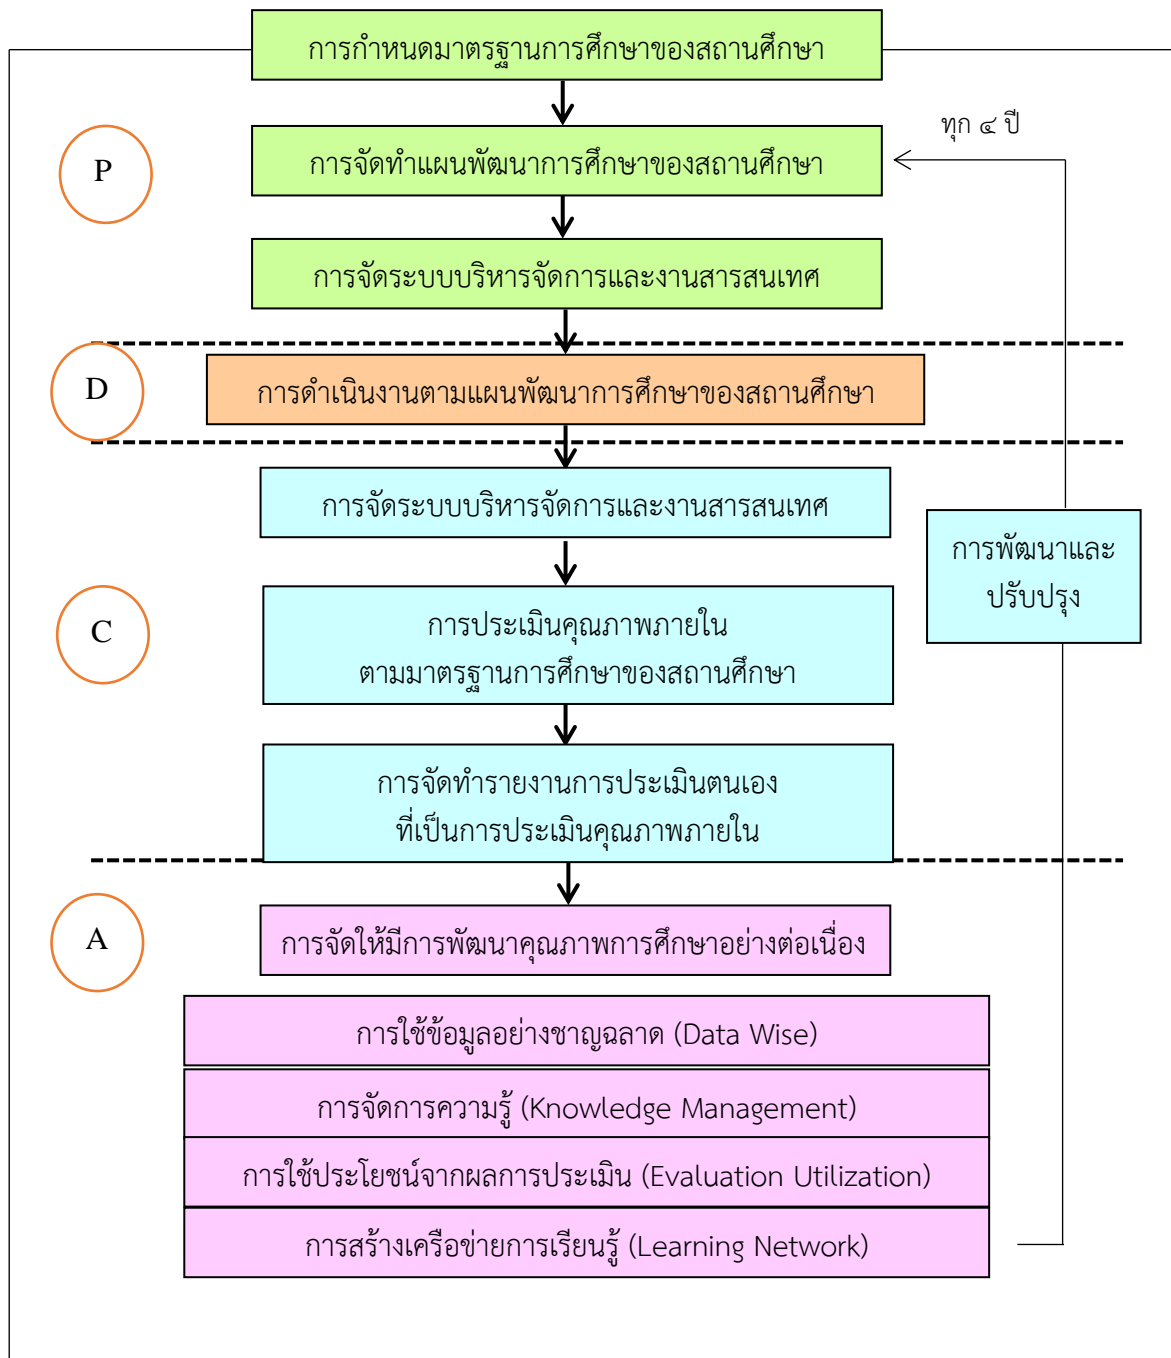 การกำหนดมาตรฐานการศึกษาของสถานศึกษา
ทุก ๔ ปี
P
การจัดทำแผนพัฒนาการศึกษาของสถานศึกษา
การจัดระบบบริหารจัดการและงานสารสนเทศ
D
การดำเนินงานตามแผนพัฒนาการศึกษาของสถานศึกษา
การจัดระบบบริหารจัดการและงานสารสนเทศ
การพัฒนาและ
ปรับปรุง
C
การประเมินคุณภาพภายใน
ตามมาตรฐานการศึกษาของสถานศึกษา
การจัดทำรายงานการประเมินตนเอง
ที่เป็นการประเมินคุณภาพภายใน
A
การจัดให้มีการพัฒนาคุณภาพการศึกษาอย่างต่อเนื่อง
การใช้ข้อมูลอย่างชาญฉลาด (Data Wise)
การจัดการความรู้ (Knowledge Management)
การใช้ประโยชน์จากผลการประเมิน (Evaluation Utilization)
การสร้างเครือข่ายการเรียนรู้ (Learning Network)